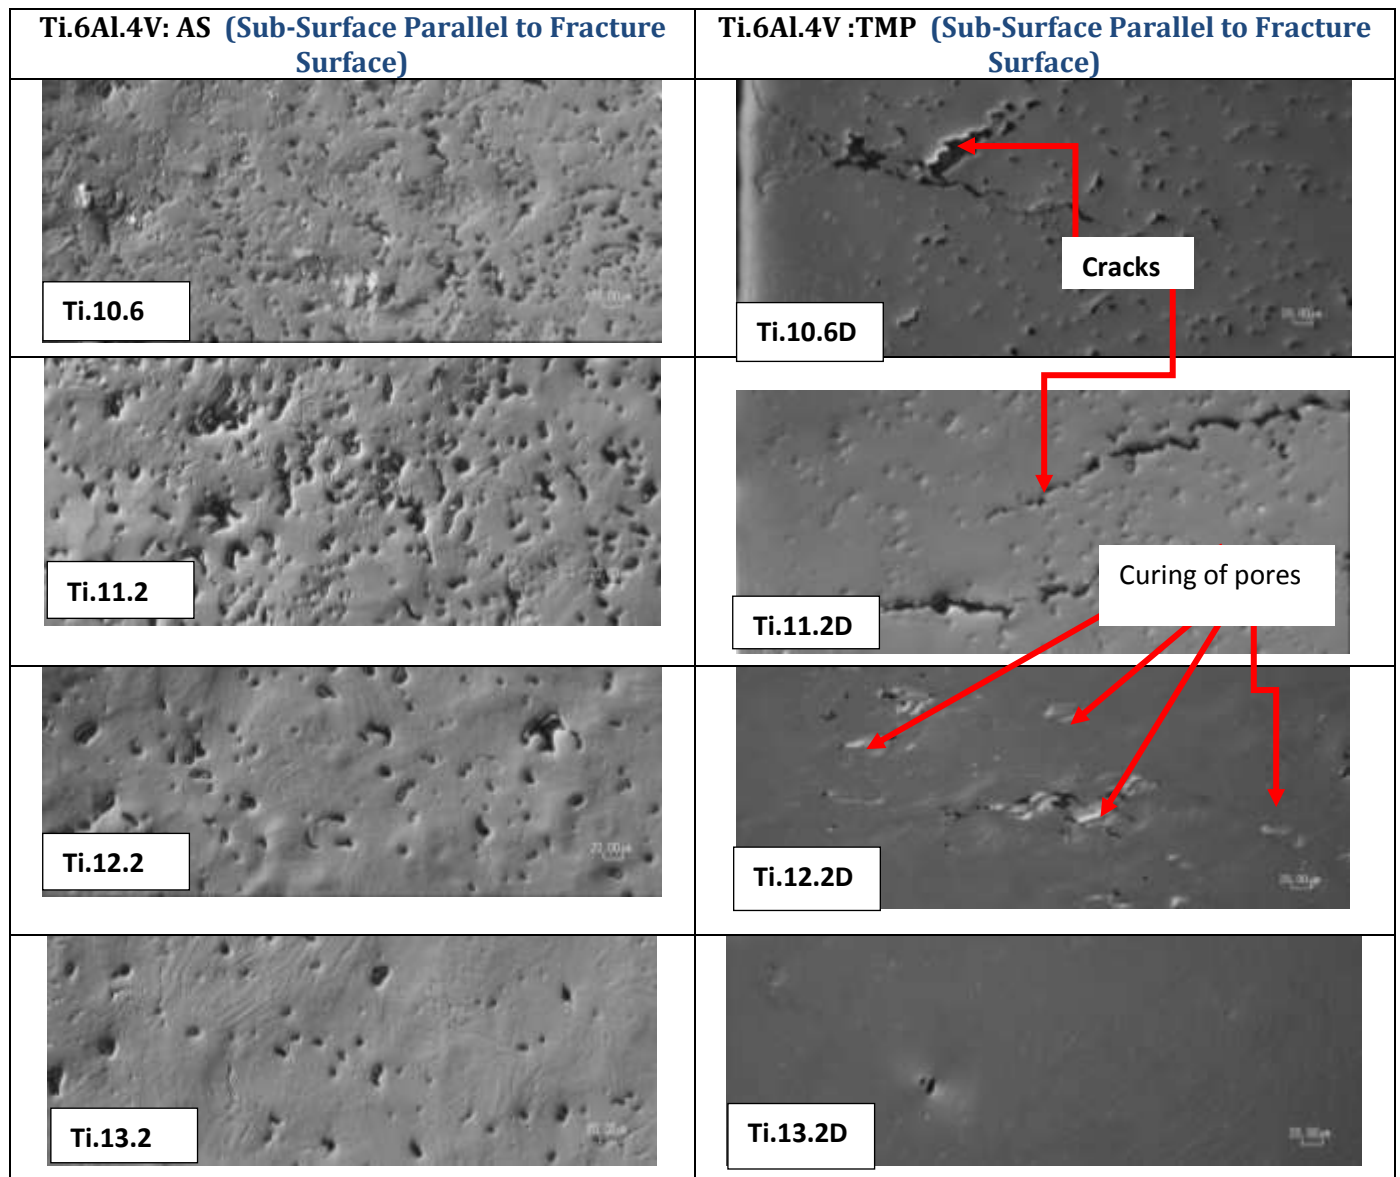 Ti.6Al.4V: AS (Sub-Surface Parallel to Fracture
Surface)
Ti.6Al.4V :TMP (Sub-Surface Parallel to Fracture
Surface)
Ti.10.6
Cracks
Ti.10.6D
Ti.11.2
Curing of pores
Ti.11.2D
Ti.12.2
Ti.12.2D
Ti.13.2
Ti.13.2D